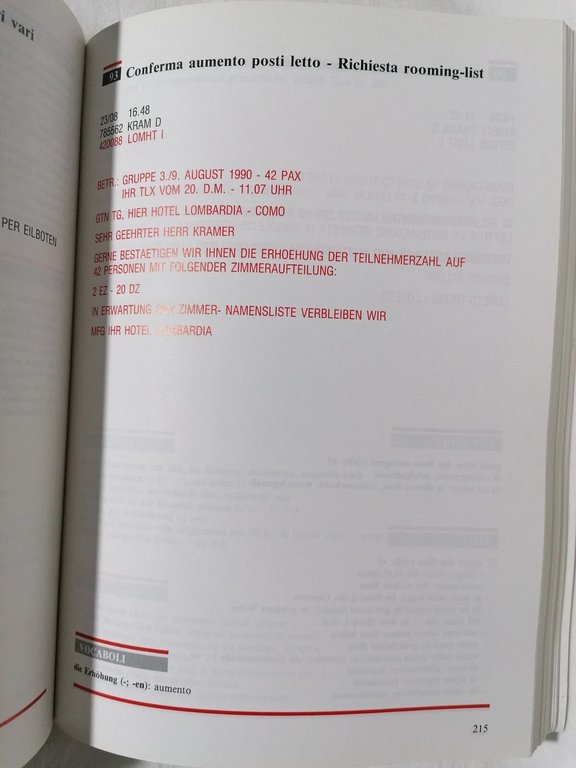 ri vari
PER EILBOTEN
93 Conferma aumento posti letto - Richiesta rooming-list
23/08 16.48
785562 KRAM D
420088 LOMHT I
BETR.: GRUPPE 3./9. AUGUST 1990 - 42 PAX
IHR TLX VOM 20. D.M. - 11.07 UHR
GTN TG, HIER HOTEL LOMBARDIA - COMO
SEHR GEEHRTER HERR KRAMER
GERNE BESTAETIGEN WIR IHNEN DIE ERHOEHUNG DER TEILNEHMERZAHL AUF
42 PERSONEN MIT FOLGENDER ZIMMERAUFTEILUNG:
2 EZ - 20 DZ
IN ERWARTUNG DER ZIMMER- NAMENSLISTE VERBLEIBEN WIR
MFG IHR HOTEL LOMBARDIA
VOCABOLI
die Erhöhung (-; -en): aumento
215